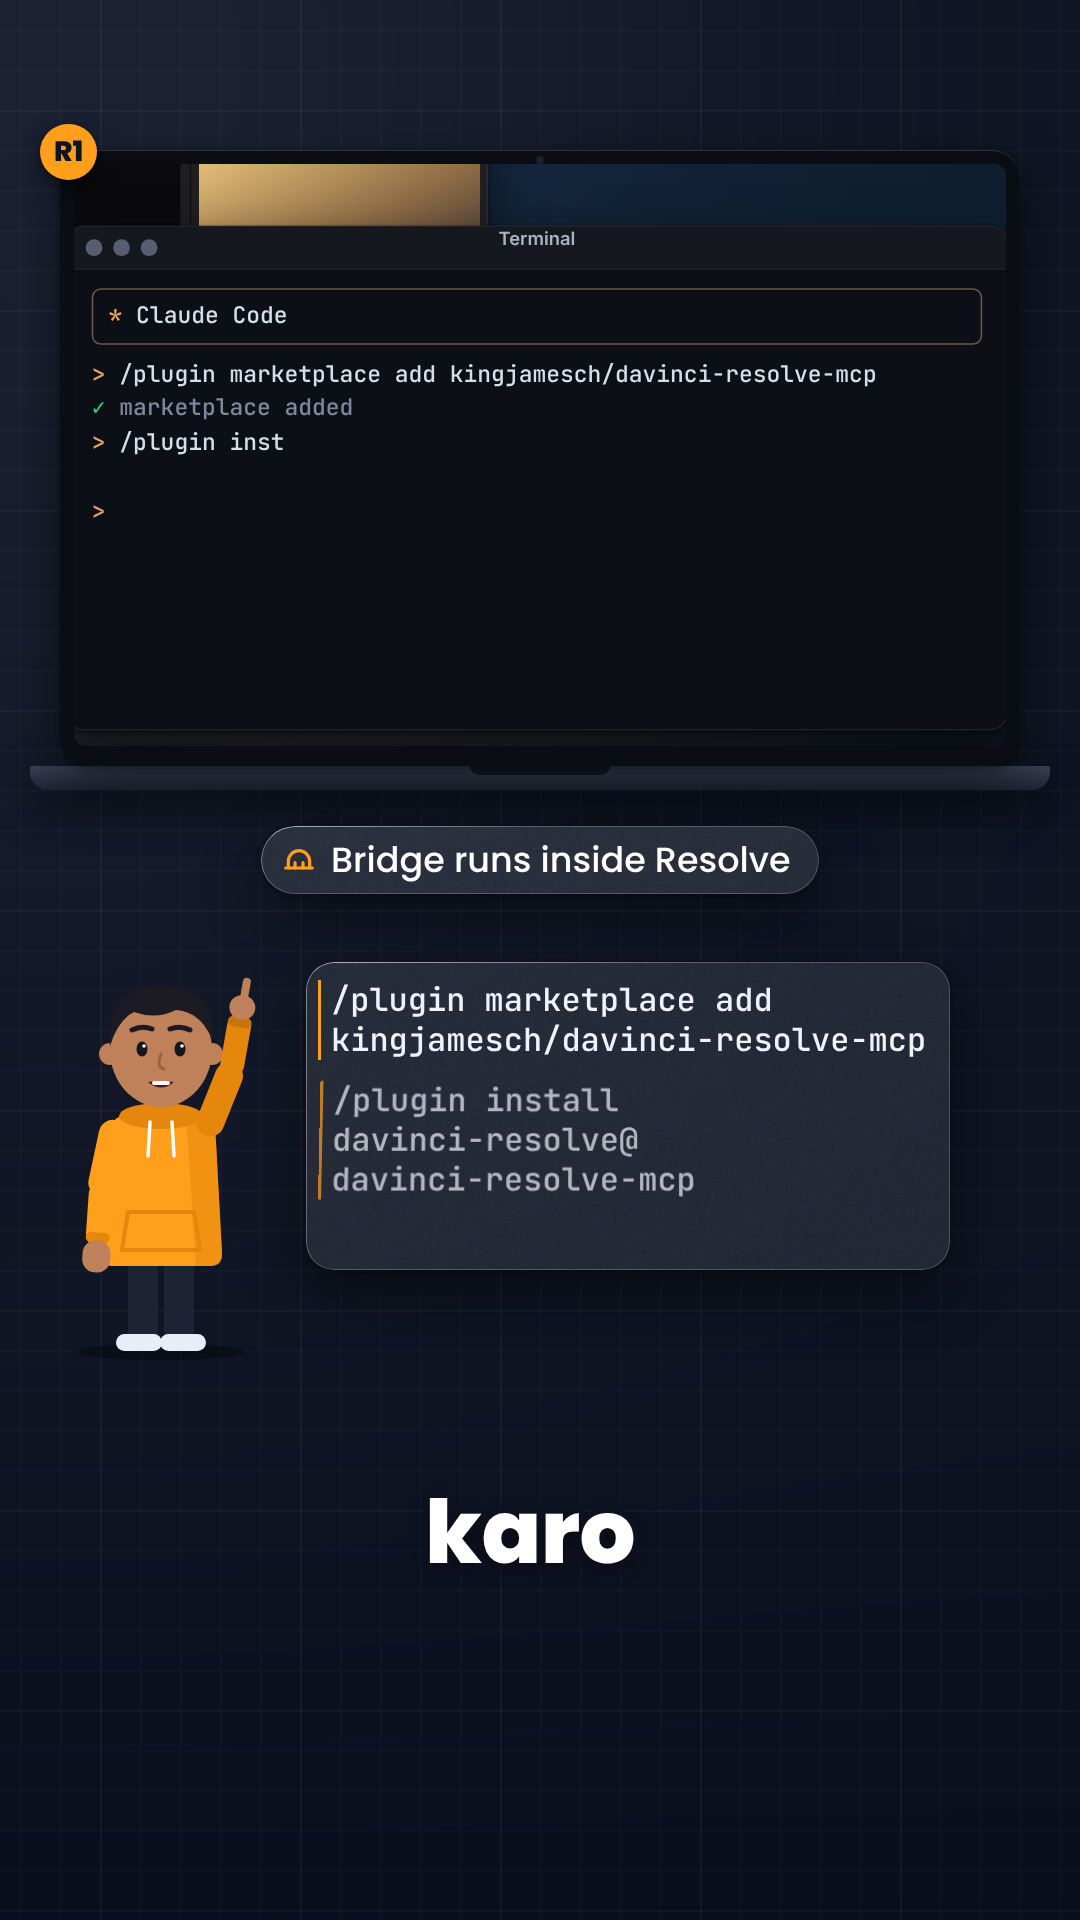 R1
Terminal
* Claude Code
> /plugin marketplace add kingjamesch/davinci-resolve-mcp
✓ marketplace added
> /plugin inst
>
Bridge runs inside Resolve
/plugin marketplace add
kingjamesch/davinci-resolve-mcp
/plugin install
davinci-resolve@
davinci-resolve-mcp
karo